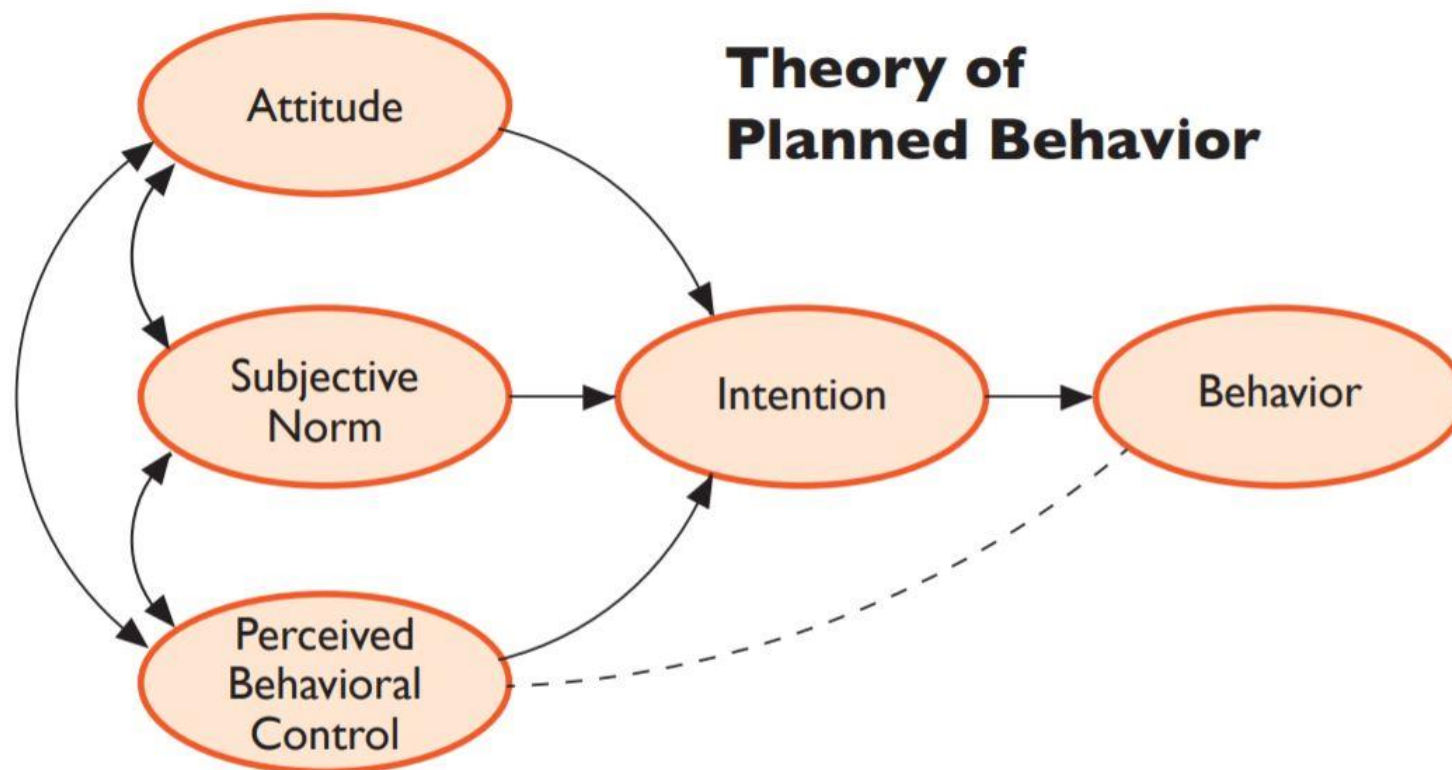 Theory of
Planned Behavior
Attitude
Subjective
Norm
Intention
Behavior
Perceived
Behavioral
Control